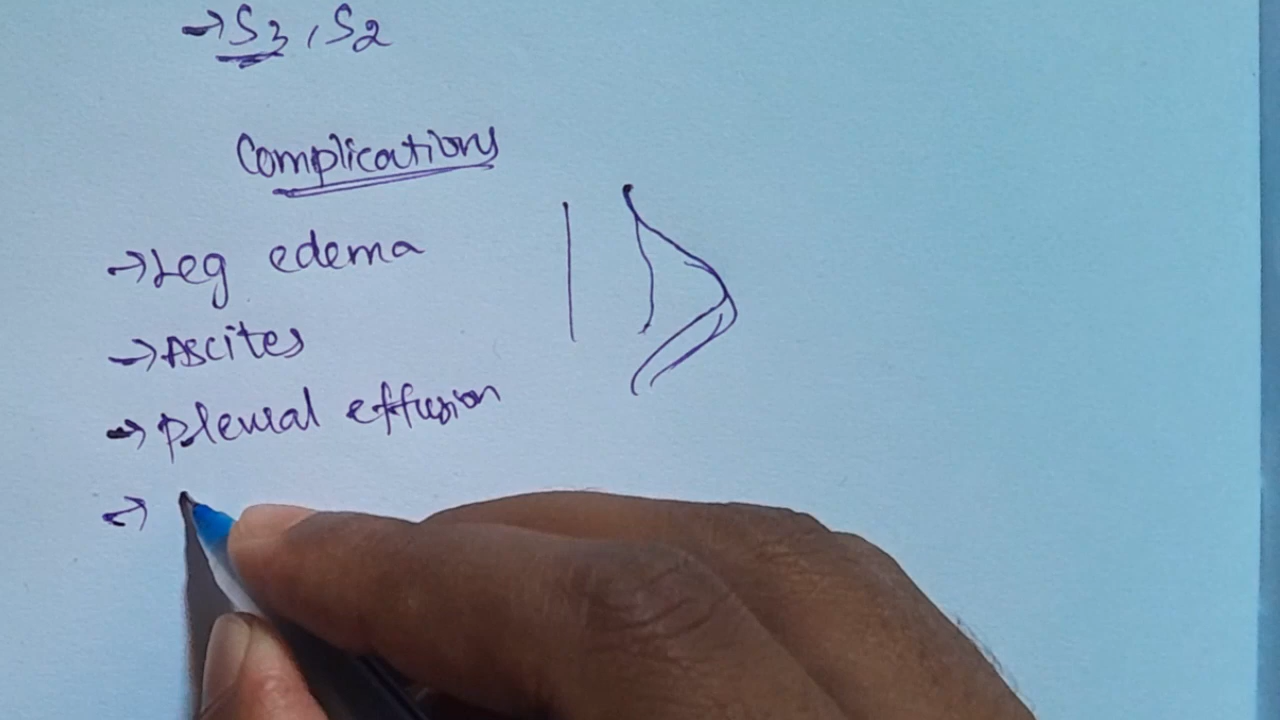 →S3, S2
Complications
→Leg edema
→Ascites
→Pleural effusion
→